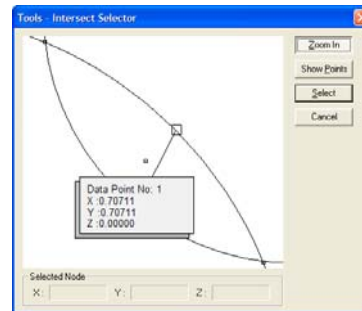 Tools - Intersect Selector
Zoom In
Show Points
Select
Cancel
Data Point No: 1
X :0.70711
Y :0.70711
Z :0.00000
Selected Node
X:
Y:
Z: